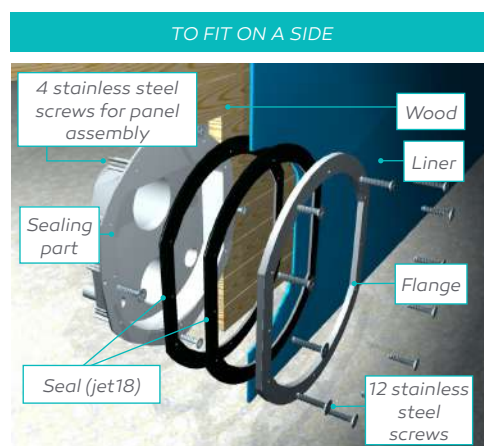 TO FIT ON A SIDE
4 stainless steel
screws for panel
assembly
Wood
Liner
Sealing
part
Flange
Seal (jet18)
12 stainless
steel
screws